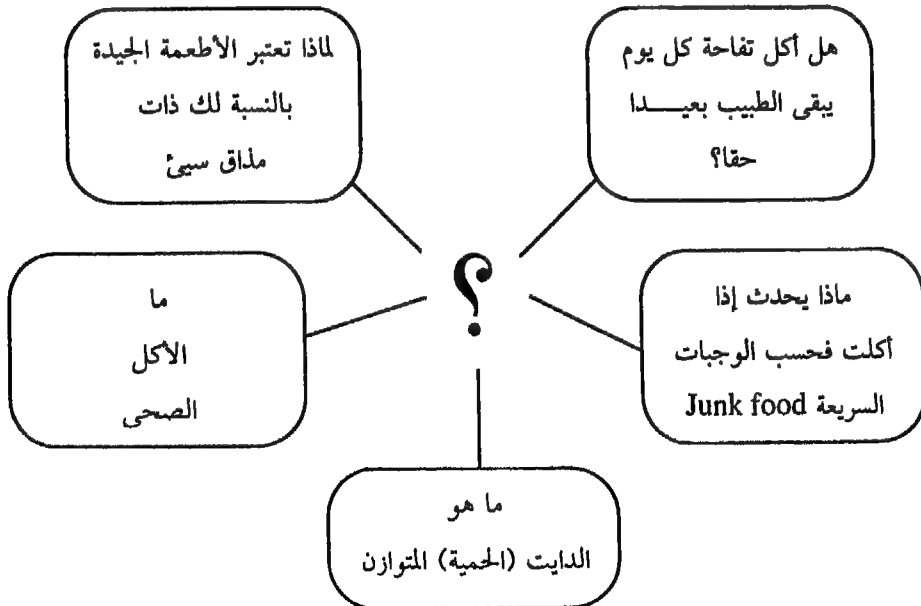 هل أكل تفاحة كل يوم
يبقى الطبيب بعيـــدا
حقا؟
لماذا تعتبر الأطعمة الجيدة
بالنسبة لك ذات
مذاق سيئ
؟
ماذا يحدث إذا
أكلت فحسب الوجبات
السريعة Junk food
ما
الأكل
الصحى
ما هو
الدايت (الحمية) المتوازن